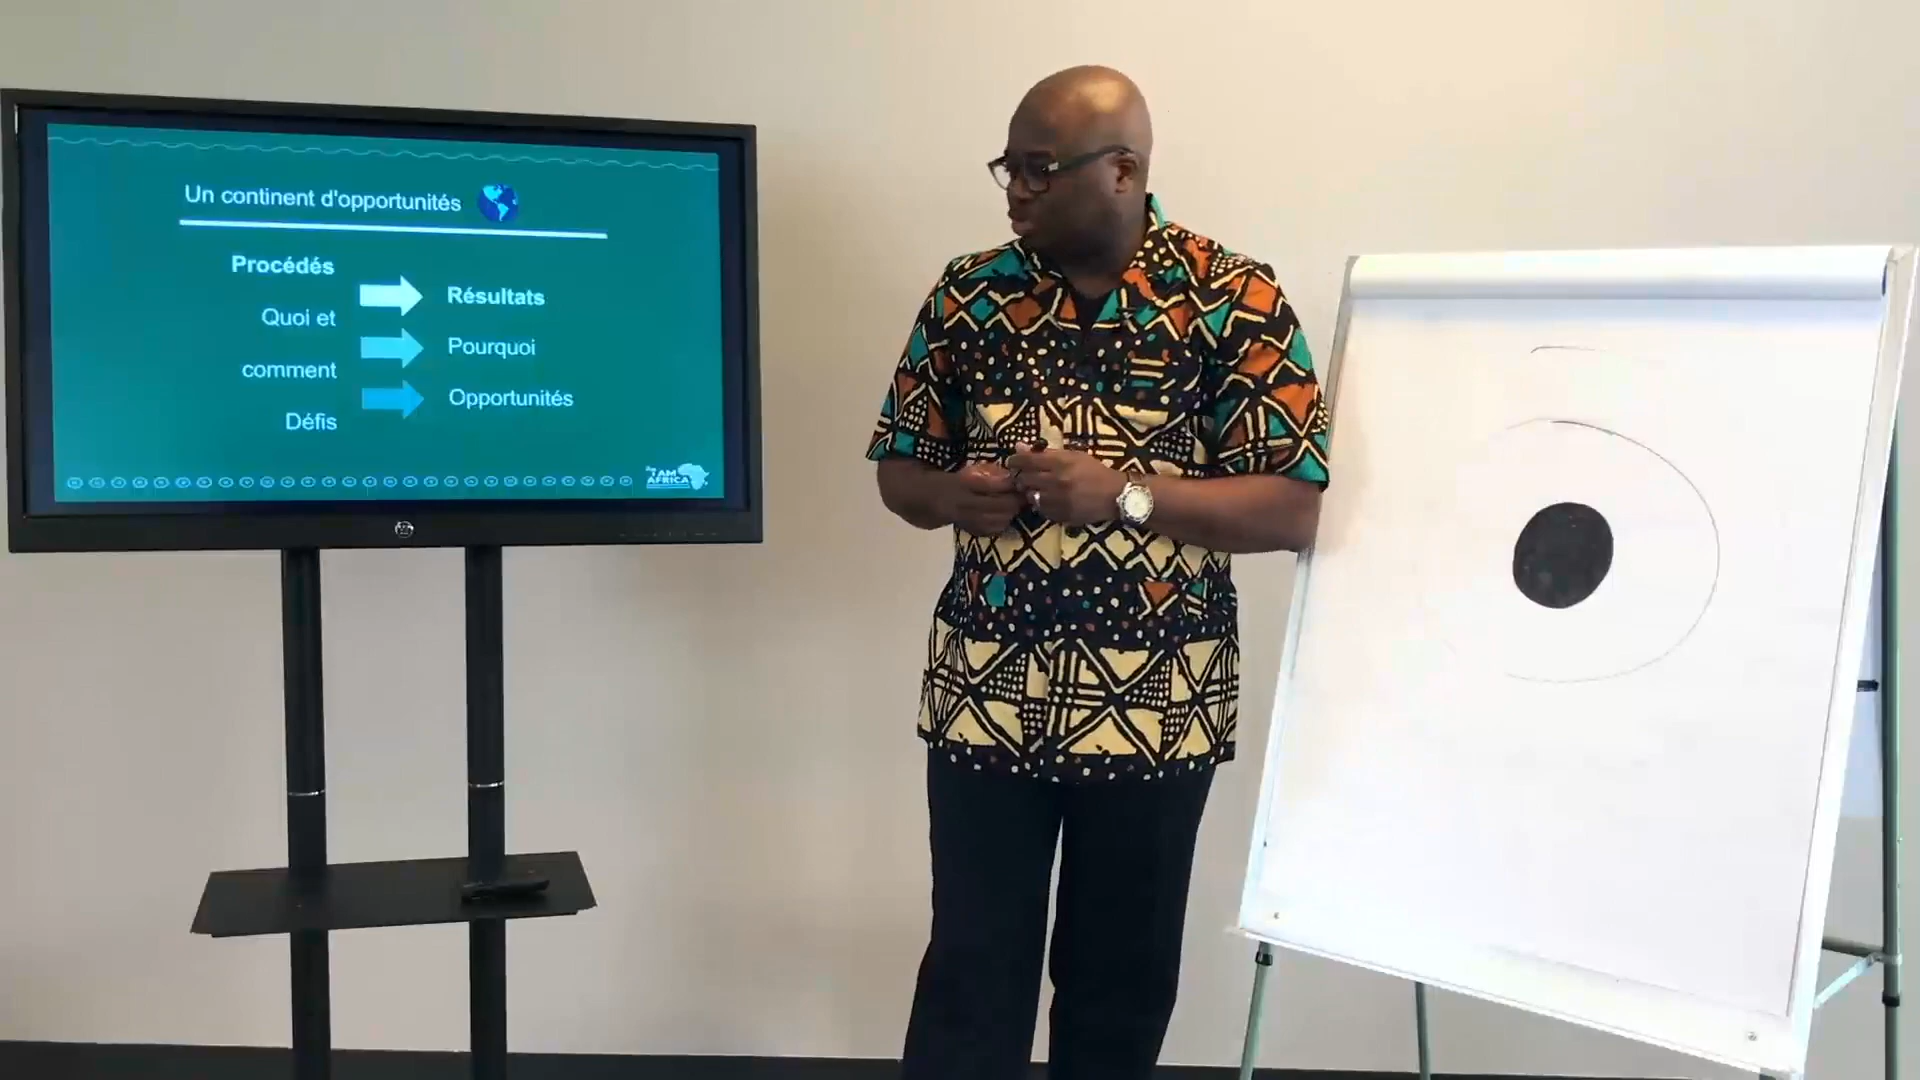 Un continent d'opportunités
Procédés
Quoi et
comment
Défis
Résultats
Pourquoi
Opportunités
I AM
AFRICA